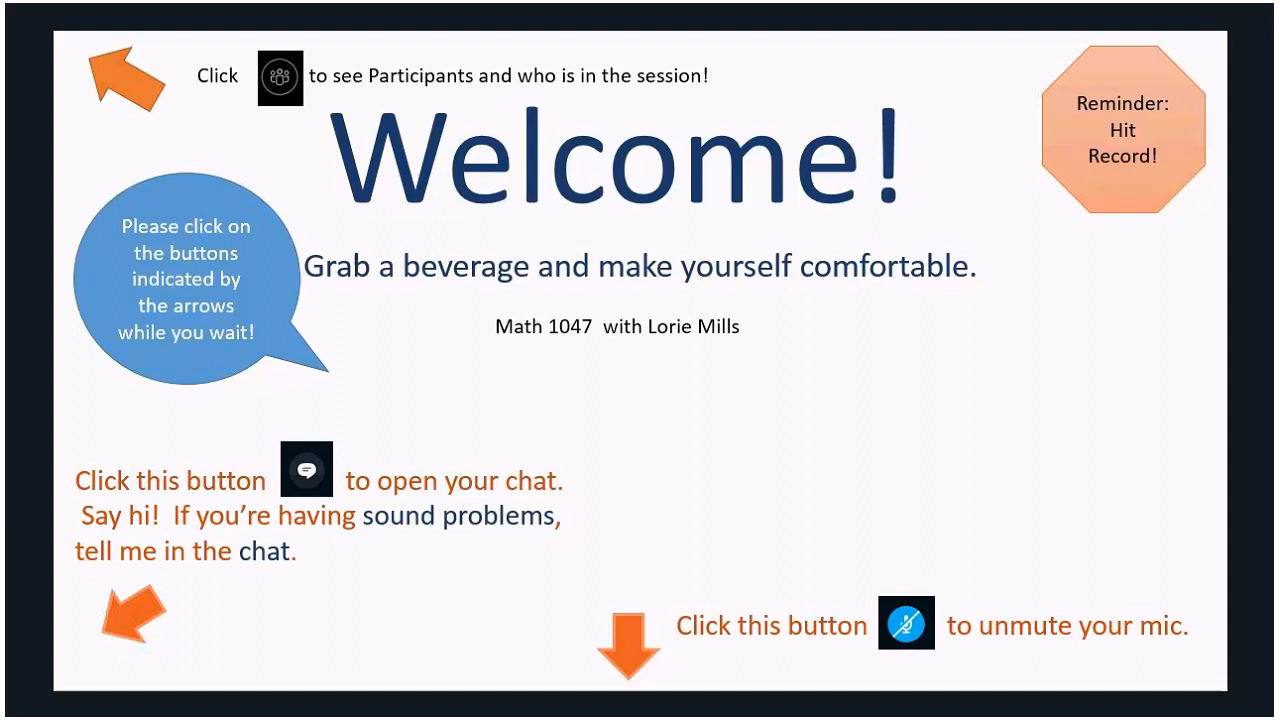 Click to see Participants and who is in the session!
Reminder:
Hit
Record!
Welcome!
Please click on
the buttons
indicated by
the arrows
while you wait!
Grab a beverage and make yourself comfortable.
Math 1047 with Lorie Mills
Click this button to open your chat.
Say hi! If you’re having sound problems,
tell me in the chat.
Click this button to unmute your mic.